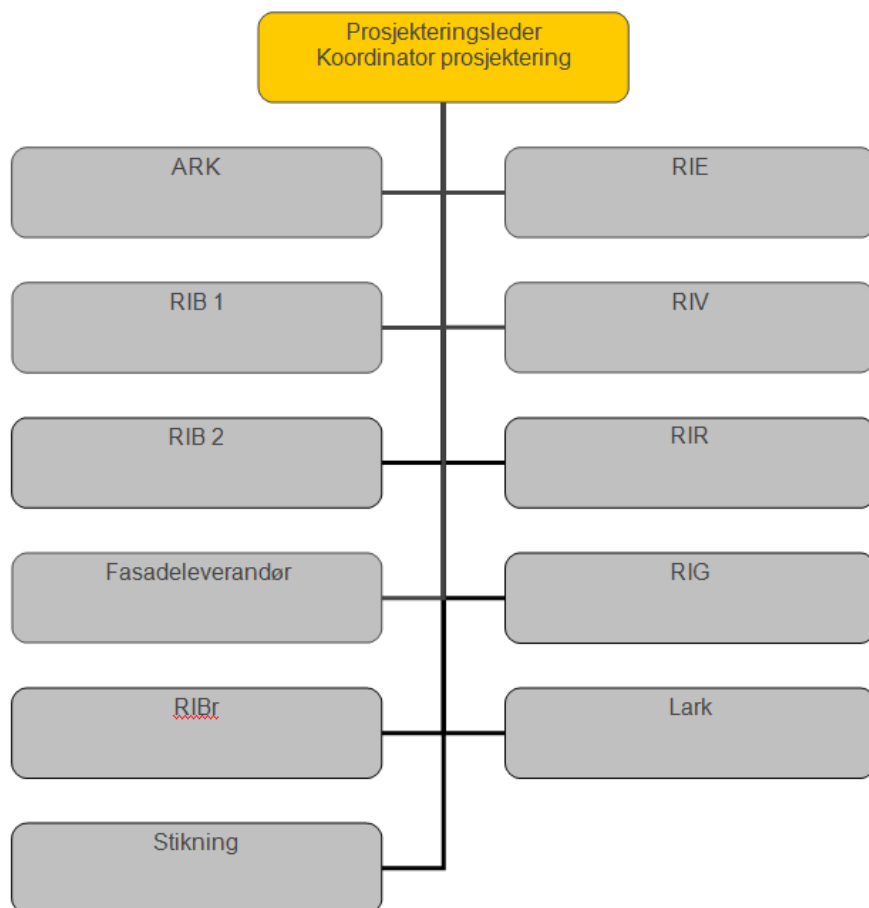 Prosjekteringsleder
Koordinator prosjektering
ARK
RIE
RIB 1
RIV
RIB 2
RIR
Fasadeleverandør
RIG
RIBr
Lark
Stikning